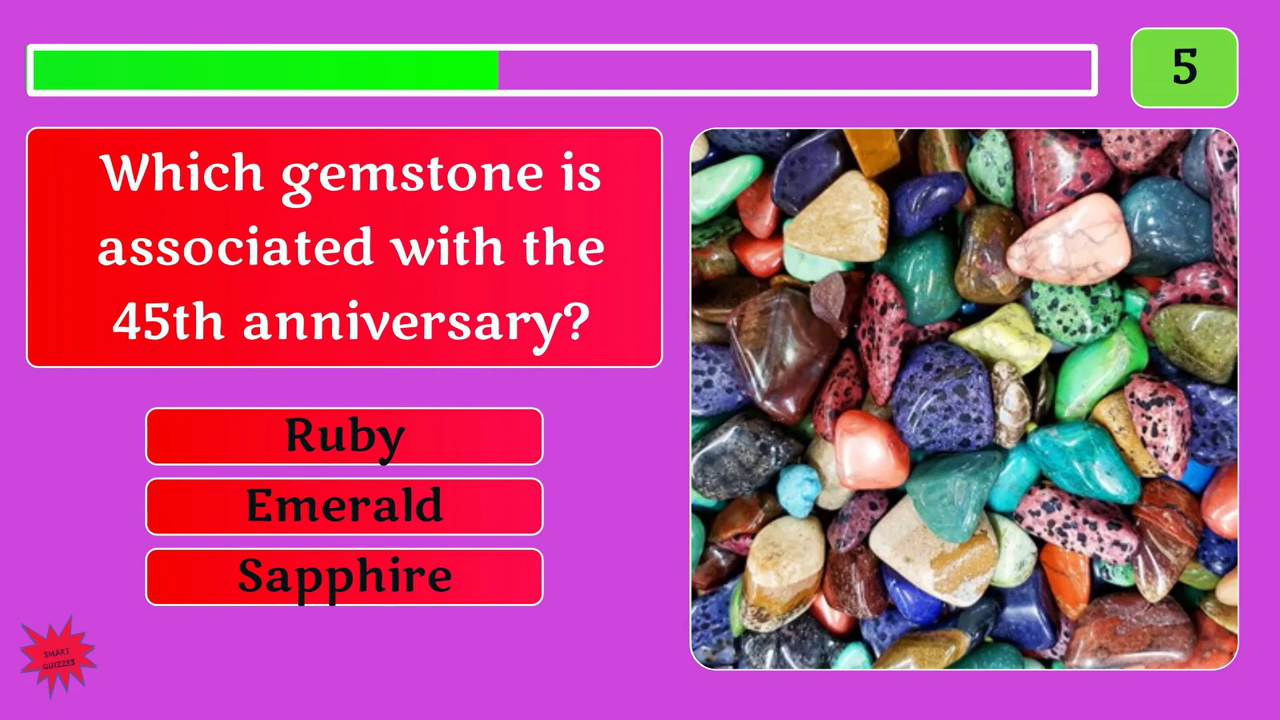 5
Which gemstone is
associated with the
45th anniversary?
Ruby
Emerald
Sapphire
SMART
QUIZZES